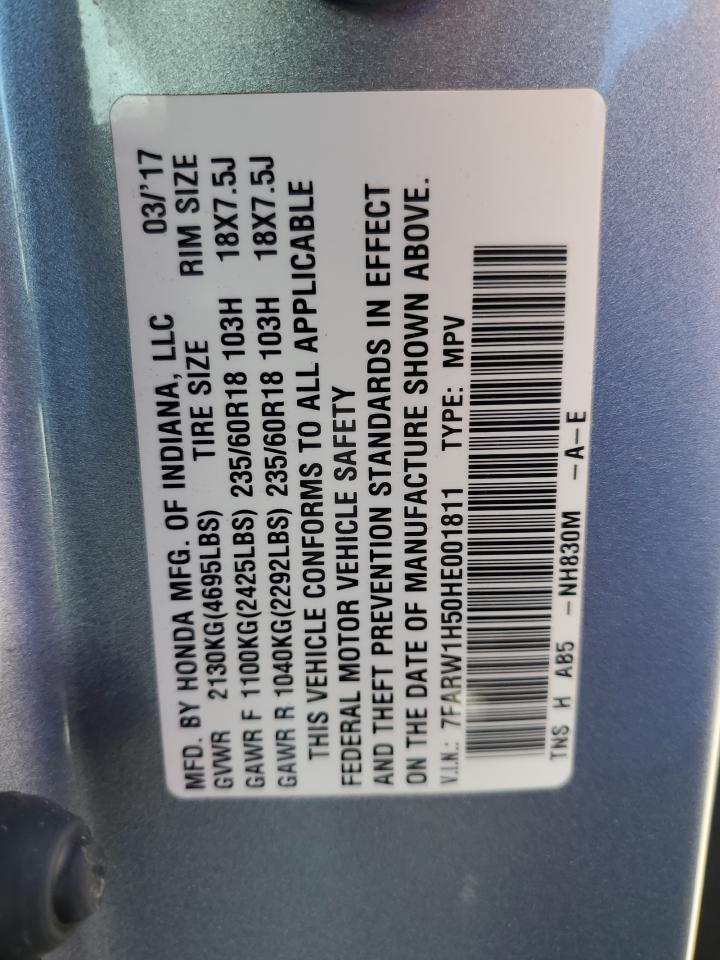 MFD. BY HONDA MFG. OF INDIANA, LLC 03/'17
GVWR 2130KG(4695LBS) TIRE SIZE RIM SIZE
GAWR F 1100KG(2425LBS) 235/60R18 103H 18X7.5J
GAWR R 1040KG(2292LBS) 235/60R18 103H 18X7.5J
THIS VEHICLE CONFORMS TO ALL APPLICABLE
FEDERAL MOTOR VEHICLE SAFETY
AND THEFT PREVENTION STANDARDS IN EFFECT
ON THE DATE OF MANUFACTURE SHOWN ABOVE.
V.I.N.: 7FARW1H50HE001811 TYPE: MPV
TNS H AB5 -NH830M -A-E